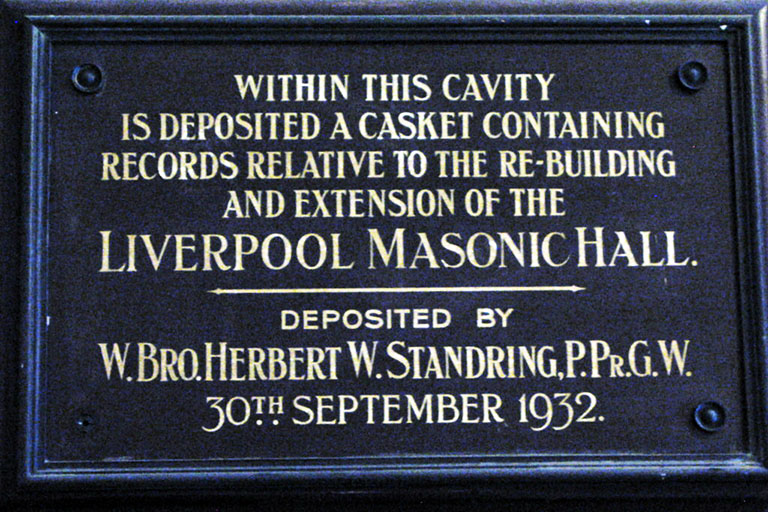 WITHIN THIS CAVITY
IS DEPOSITED A CASKET CONTAINING
RECORDS RELATIVE TO THE RE-BUILDING
AND EXTENSION OF THE
LIVERPOOL MASONIC HALL.
DEPOSITED BY
W. BRO. HERBERT W. STANDRING, P.PR.G.W.
30TH SEPTEMBER 1932.